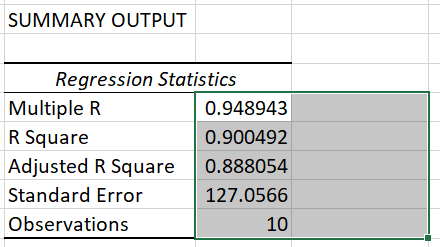 SUMMARY OUTPUT
Regression Statistics
Multiple R 0.948943
R Square 0.900492
Adjusted R Square 0.888054
Standard Error 127.0566
Observations 10